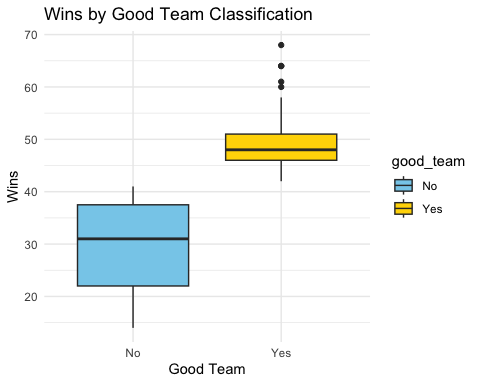 Wins by Good Team Classification
70
60
50
40
30
20
Wins
No
Yes
Good Team
good_team
No
Yes